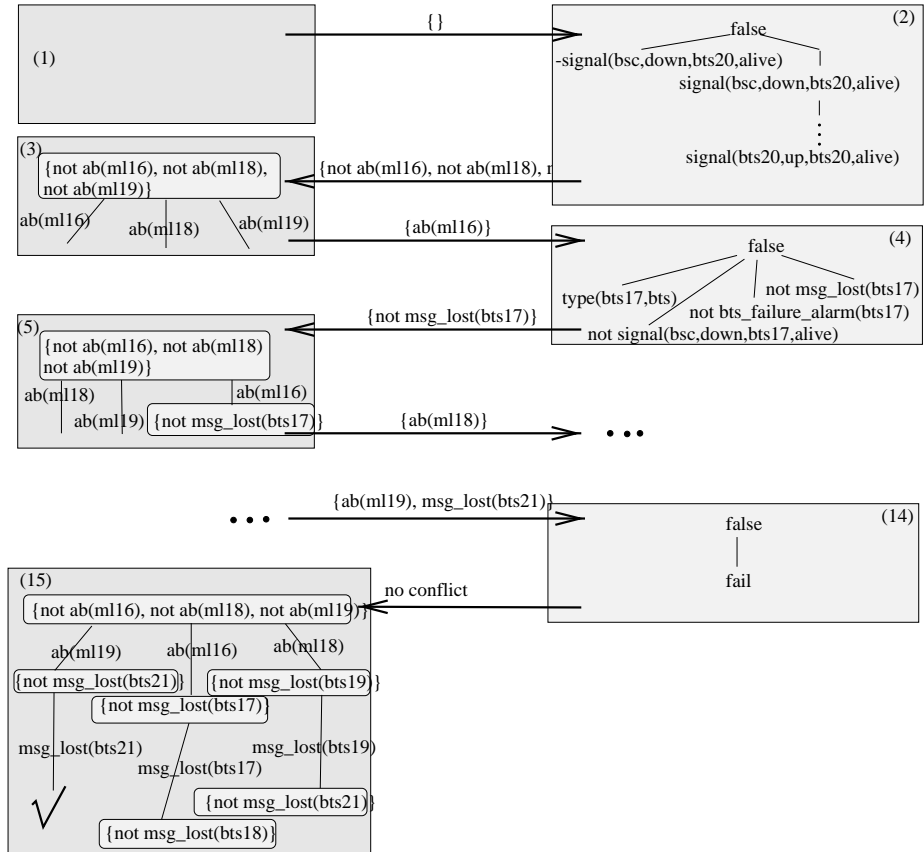 {}
(1)
(2)
false
-signal(bsc,down,bts20,alive)
signal(bsc,down,bts20,alive)
signal(bts20,up,bts20,alive)
(3)
{not ab(ml16), not ab(ml18),
not ab(ml19)}
ab(ml16)
ab(ml18)
ab(ml19)
{not ab(ml16), not ab(ml18),
{ab(ml16)}
(4)
false
not msg_lost(bts17)
type(bts17,bts)
not bts_failure_alarm(bts17)
not signal(bsc,down,bts17,alive)
{not msg_lost(bts17)}
(5)
{not ab(ml16), not ab(ml18)
not ab(ml19)}
ab(ml18)
ab(ml19)
ab(ml16)
{not msg_lost(bts17)}
{ab(ml18)}
{ab(ml19), msg_lost(bts21)}
(14)
false
fail
no conflict
(15)
{not ab(ml16), not ab(ml18), not ab(ml19)}
ab(ml19)
ab(ml16)
ab(ml18)
{not msg_lost(bts21)}
{not msg_lost(bts19)}
{not msg_lost(bts17)}
msg_lost(bts21)
msg_lost(bts19)
msg_lost(bts17)
{not msg_lost(bts21)}
{not msg_lost(bts18)}